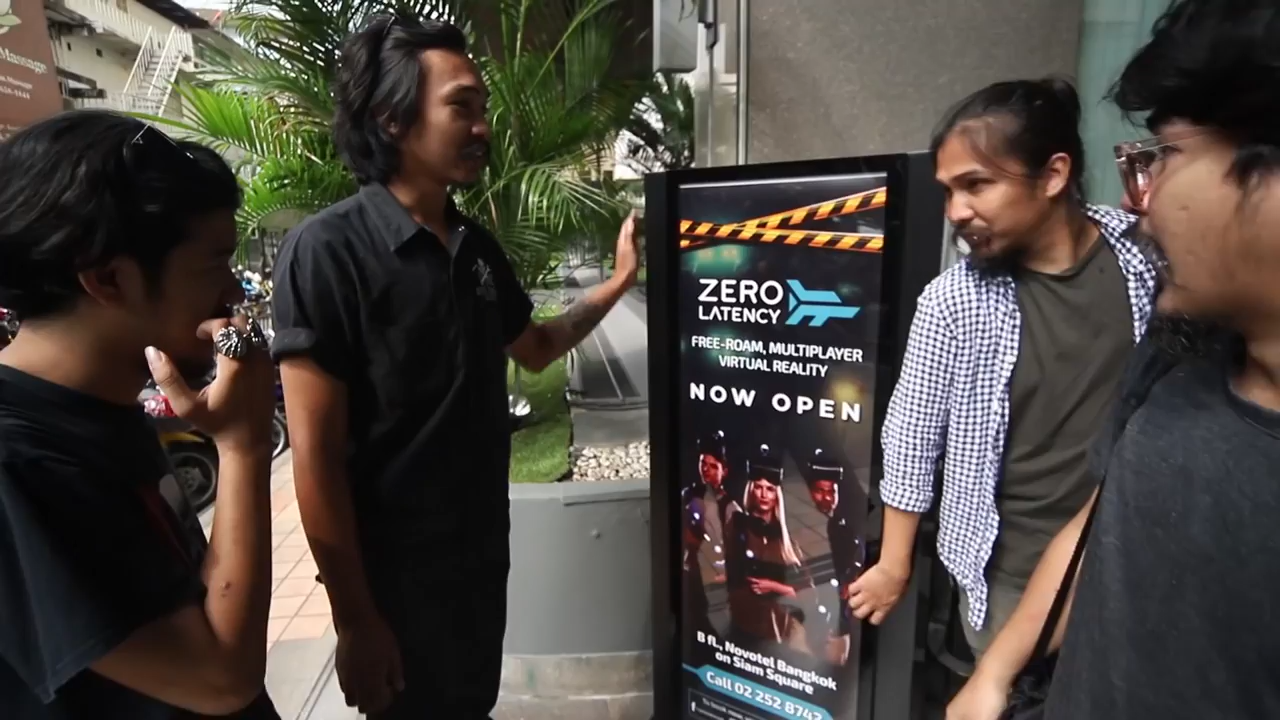 Massage
ZERO
LATENCY
FREE-ROAM, MULTIPLAYER
VIRTUAL REALITY
NOW OPEN
B fl., Novotel Bangkok
on Siam Square
Call 02 252 8742